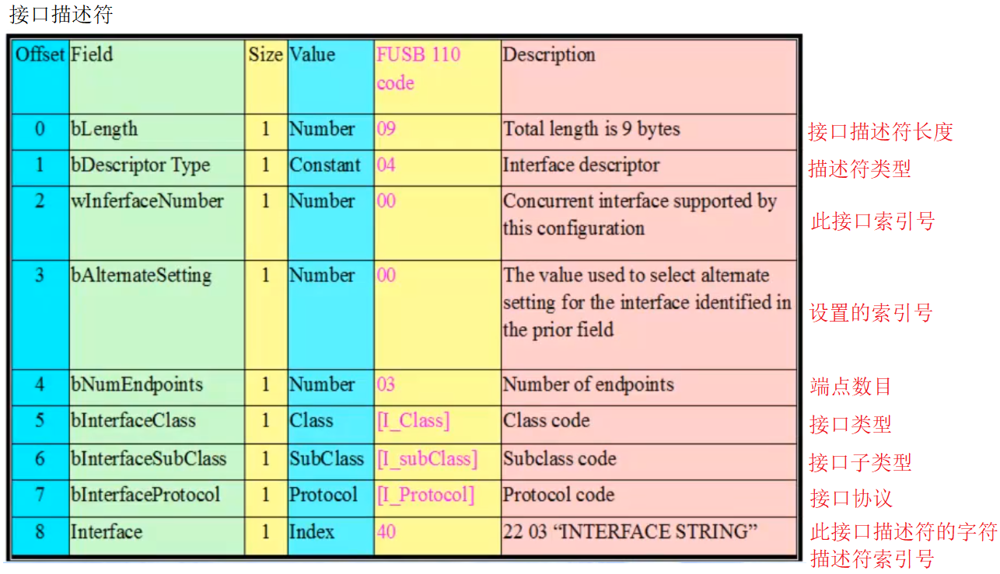 接口描述符
Offset Field Size Value FUSB 110 Description
code
0 bLength 1 Number 09 Total length is 9 bytes 接口描述符长度
1 bDescriptor Type 1 Constant 04 Interface descriptor 描述符类型
2 wInferfaceNumber 1 Number 00 Concurrent interface supported by
this configuration 此接口索引号
3 bAlternateSetting 1 Number 00 The value used to select alternate
setting for the interface identified in 设置的索引号
the prior field
4 bNumEndpoints 1 Number 03 Number of endpoints 端点数目
5 bInterfaceClass 1 Class [I_Class] Class code 接口类型
6 bInterfaceSubClass 1 SubClass [I_subClass] Subclass code 接口子类型
7 bInterfaceProtocol 1 Protocol [I_Protocol] Protocol code 接口协议
8 Interface 1 Index 40 22 03 “INTERFACE STRING” 此接口描述符的字符
描述符索引号